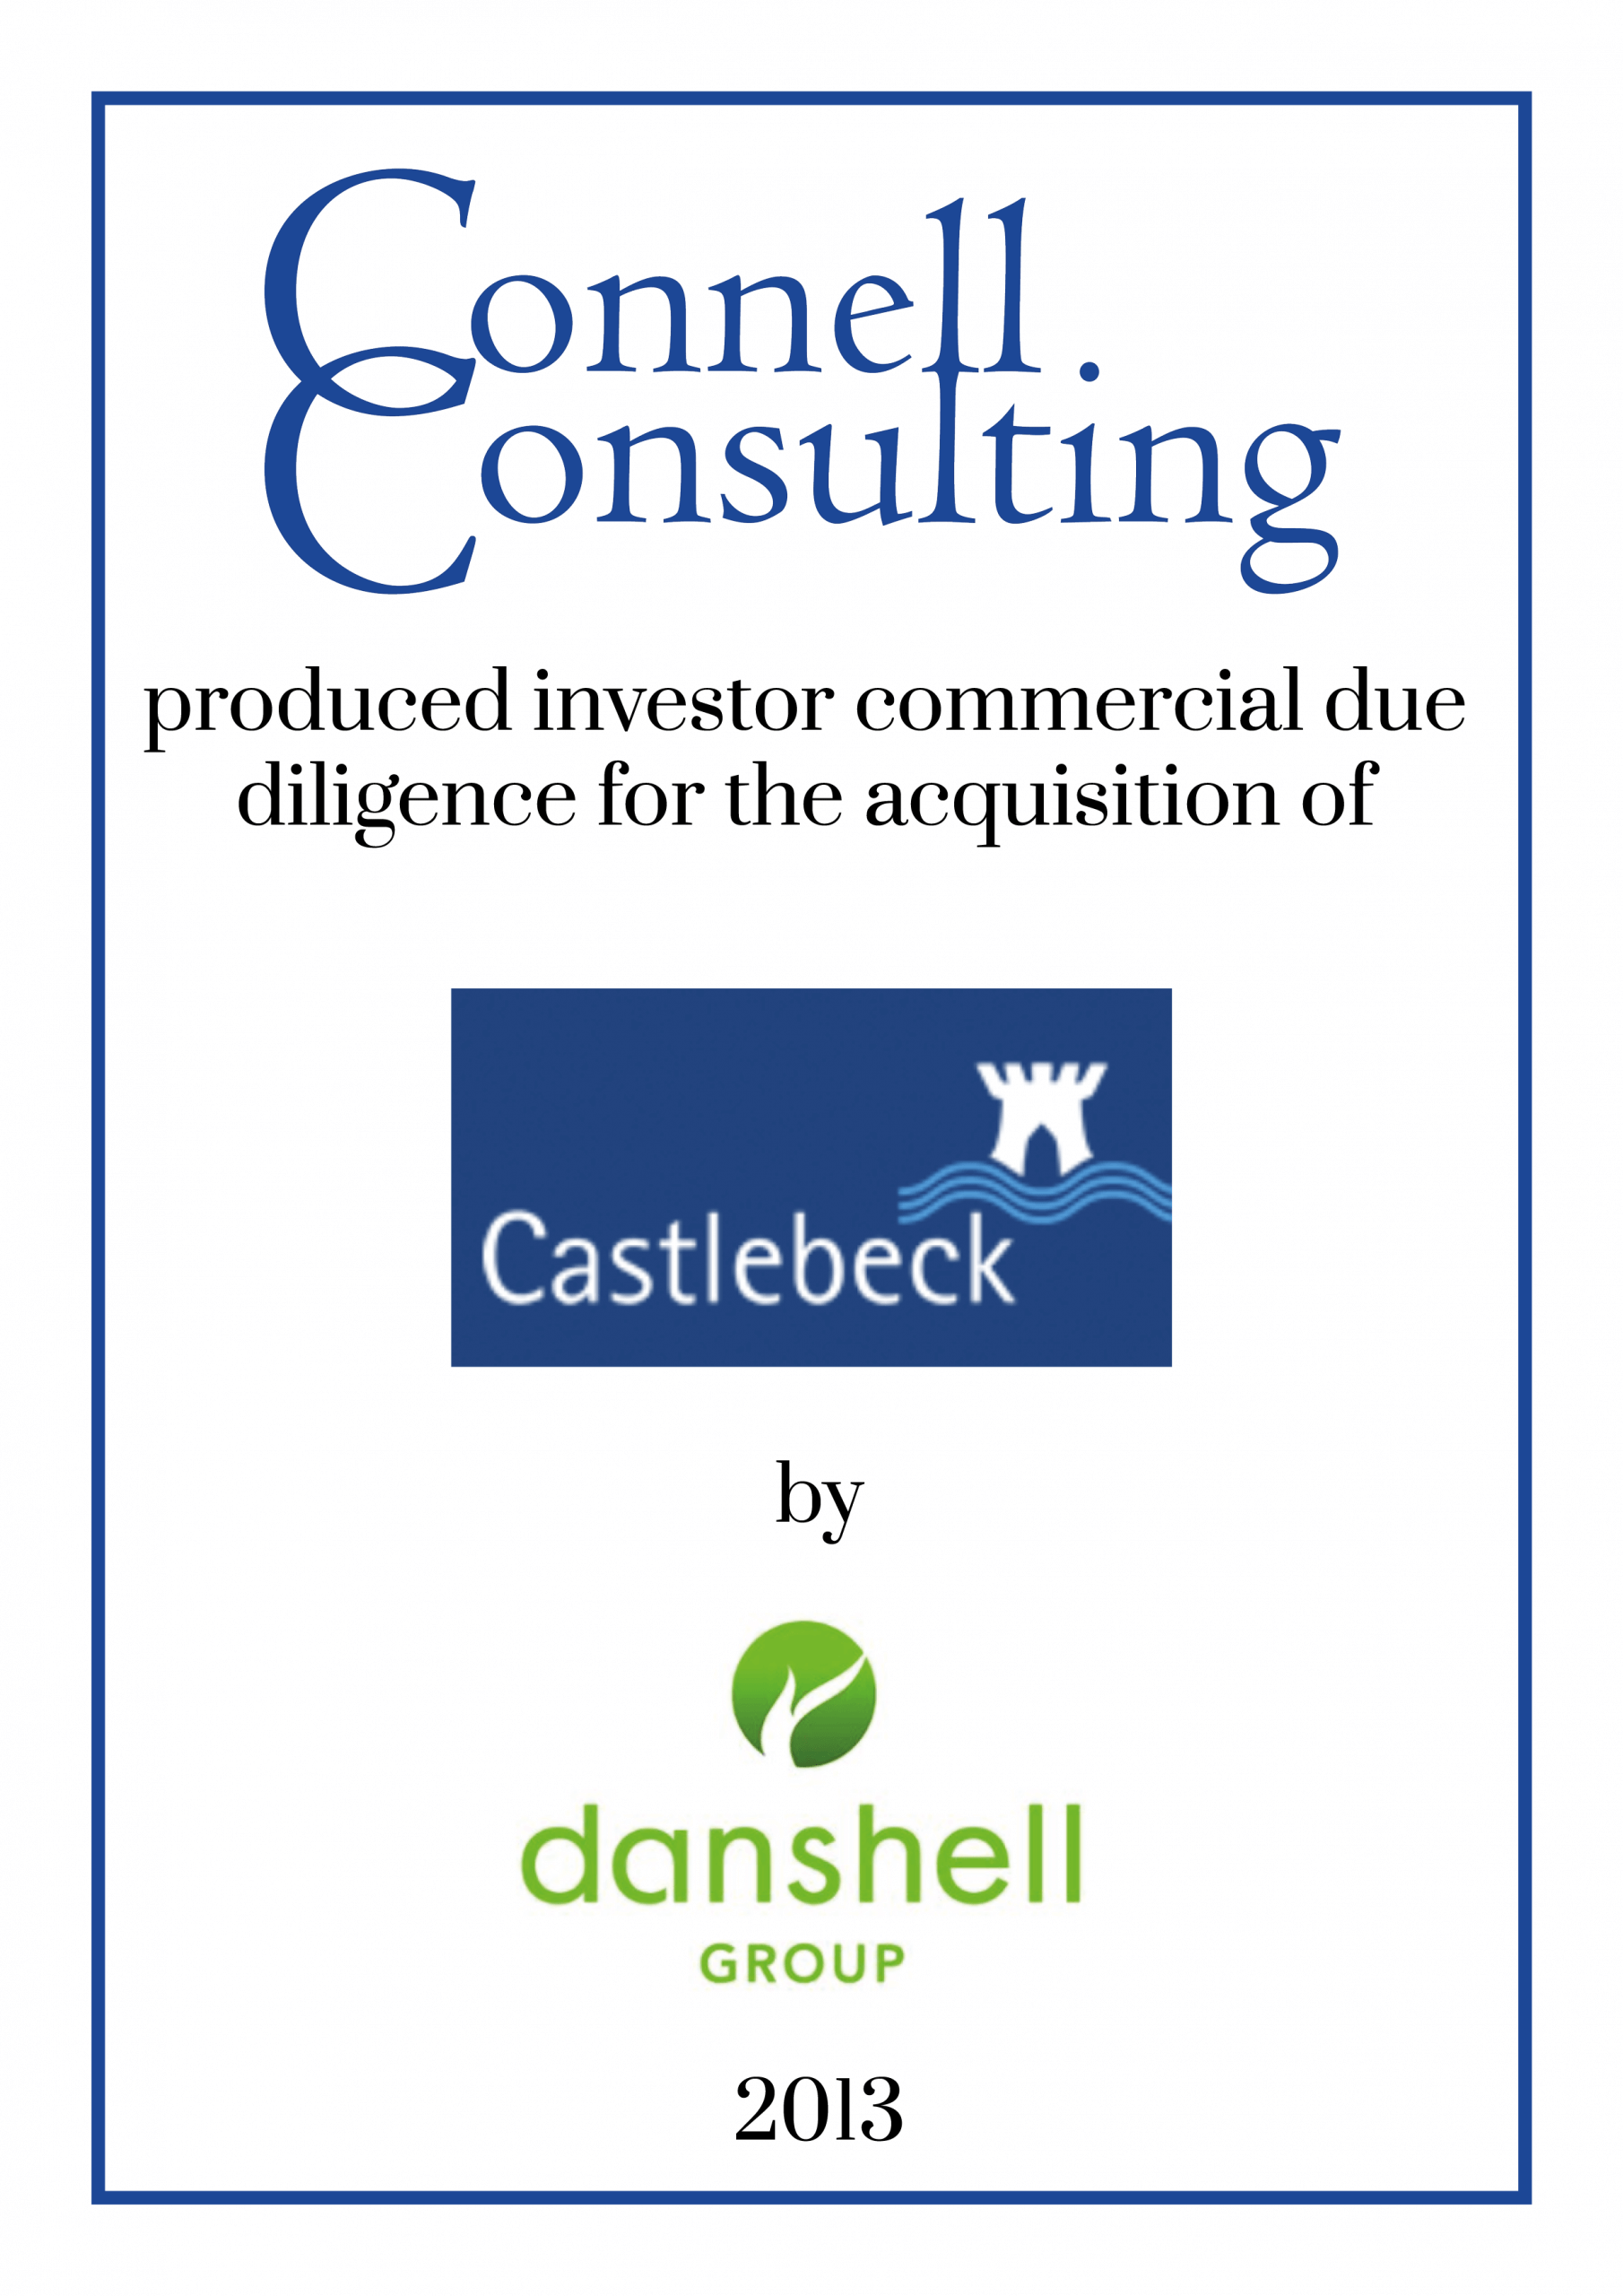 Connell
Consulting
produced investor commercial due
diligence for the acquisition of
Castlebeck
by
danshell
GROUP
2013